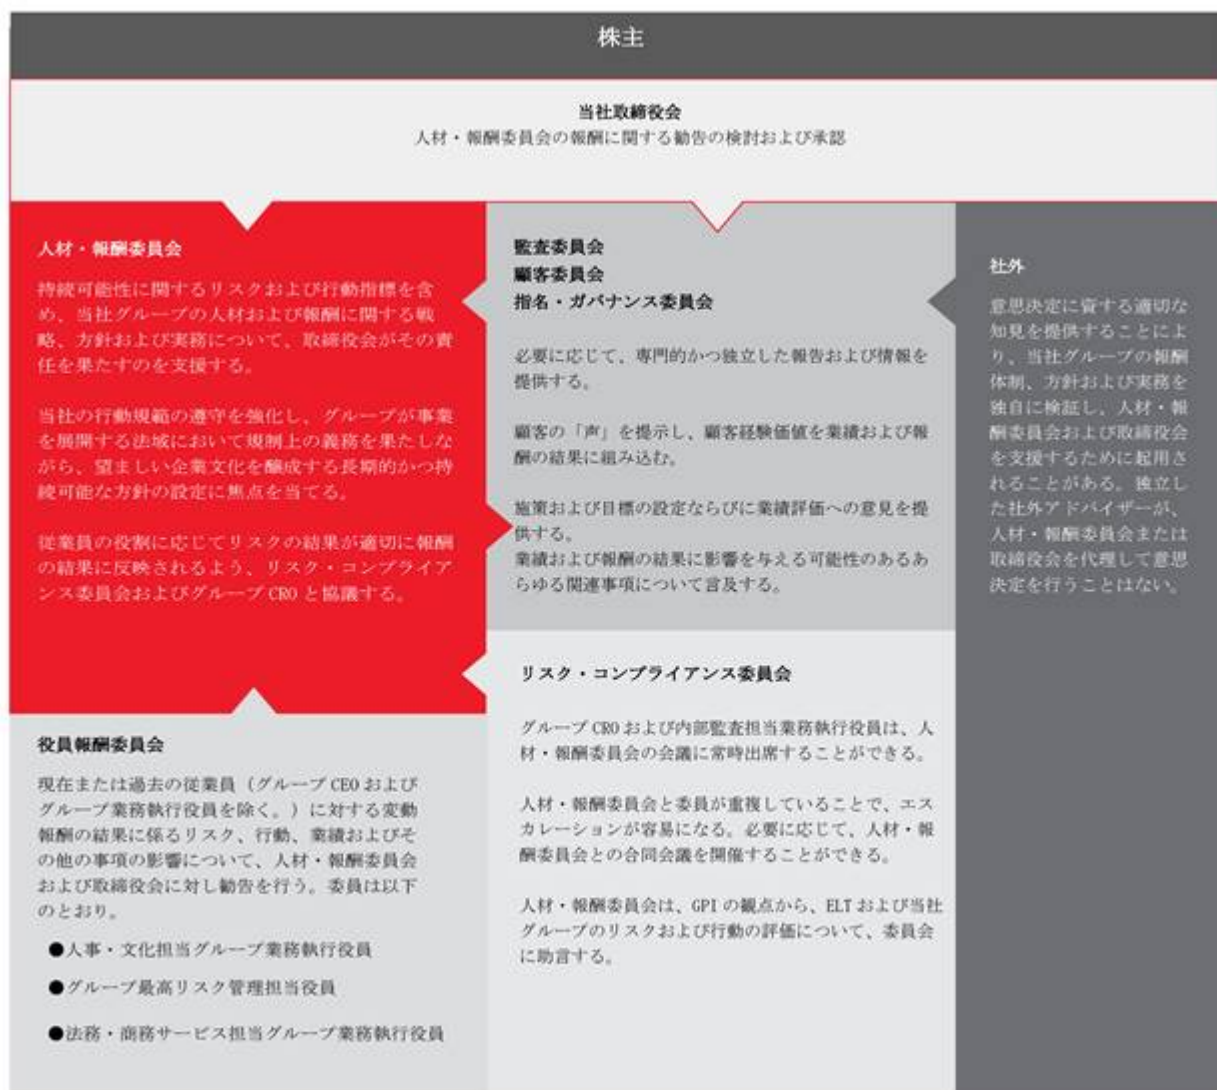 株主
当社取締役会
人材・報酬委員会の報酬に関する勧告の検討および承認
人材・報酬委員会
持続可能性に関するリスクおよび行動指標を含
め、当社グループの人材および報酬に関する戦
略、方針および実務について、取締役会がその責
任を果たすのを支援する。
当社の行動規範の遵守を強化し、グループが事業
を展開する法域において規制上の義務を果たしな
がら、望ましい企業文化を醸成する長期的かつ持
続可能な方針の設定に焦点を当てる。
従業員の役割に応じてリスクの結果が適切に報酬
の結果に反映されるよう、リスク・コンプライア
ンス委員会およびグループ CRO と協議する。
役員報酬委員会
現在または過去の従業員（グループ CEO および
グループ業務執行役員を除く。）に対する変動
報酬の結果に係るリスク、行動、業績およびそ
の他の事項の影響について、人材・報酬委員会
および取締役会に対し勧告を行う。委員は以下
のとおり。
●人事・文化担当グループ業務執行役員
●グループ最高リスク管理担当役員
●法務・商務サービス担当グループ業務執行役員
監査委員会
顧客委員会
指名・ガバナンス委員会
必要に応じて、専門的かつ独立した報告および情報を
提供する。
顧客の「声」を提示し、顧客経験価値を業績および報
酬の結果に組み込む。
施策および目標の設定ならびに業績評価への意見を提
供する。
業績および報酬の結果に影響を与える可能性のあるあ
らゆる関連事項について言及する。
リスク・コンプライアンス委員会
グループ CRO および内部監査担当業務執行役員は、人
材・報酬委員会の会議に常時出席することができる。
人材・報酬委員会と委員が重複していることで、エス
カレーションが容易になる。必要に応じて、人材・報
酬委員会との合同会議を開催することができる。
人材・報酬委員会は、GPI の観点から、ELT および当社
グループのリスクおよび行動の評価について、委員会
に助言する。
社外
意思決定に資する適切な
知見を提供することによ
り、当社グループの報酬
体制、方針および実務を
独自に検証し、人材・報
酬委員会および取締役会
を支援するために起用さ
れることがある。独立し
た社外アドバイザーが、
人材・報酬委員会または
取締役会を代理して意思
決定を行うことはない。